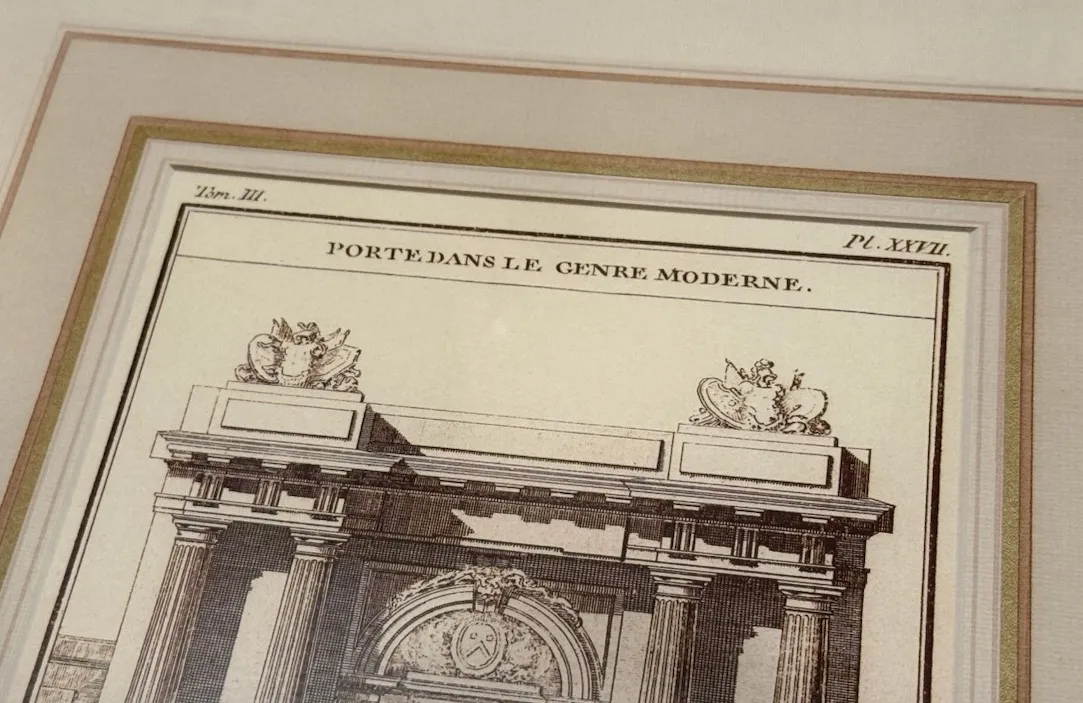 Tom. III.
Pl. XXVII.
PORTE DANS LE GENRE MODERNE.